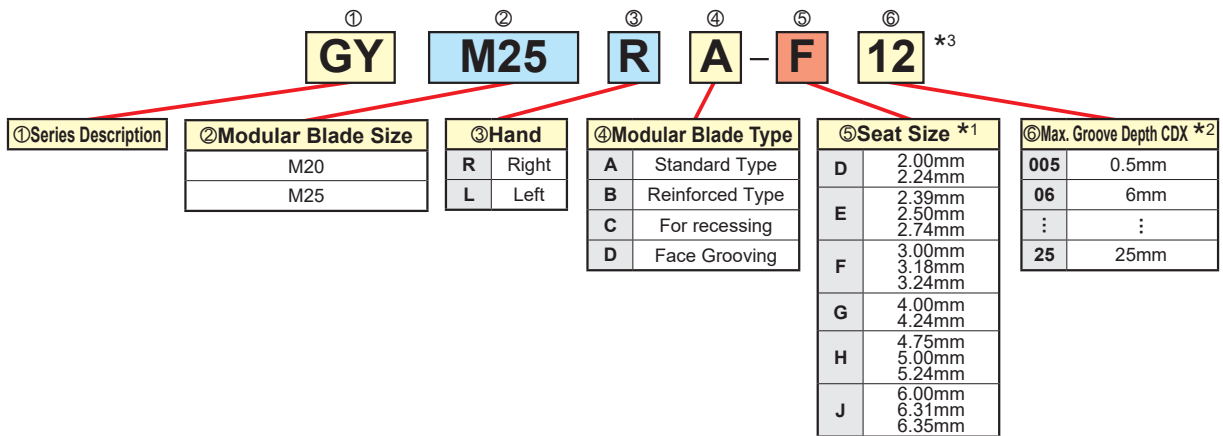 ① ② ③ ④ ⑤ ⑥
GY M25 R A – F 12 *3
①Series Description
②Modular Blade Size
M20
M25
③Hand
R Right
L Left
④Modular Blade Type
A Standard Type
B Reinforced Type
C For recessing
D Face Grooving
⑤Seat Size *1
D 2.00mm
2.24mm
E 2.39mm
2.50mm
2.74mm
F 3.00mm
3.18mm
3.24mm
G 4.00mm
4.24mm
H 4.75mm
5.00mm
5.24mm
J 6.00mm
6.31mm
6.35mm
⑥Max. Groove Depth CDX *2
005 0.5mm
06 6mm
⋮ ⋮
25 25mm